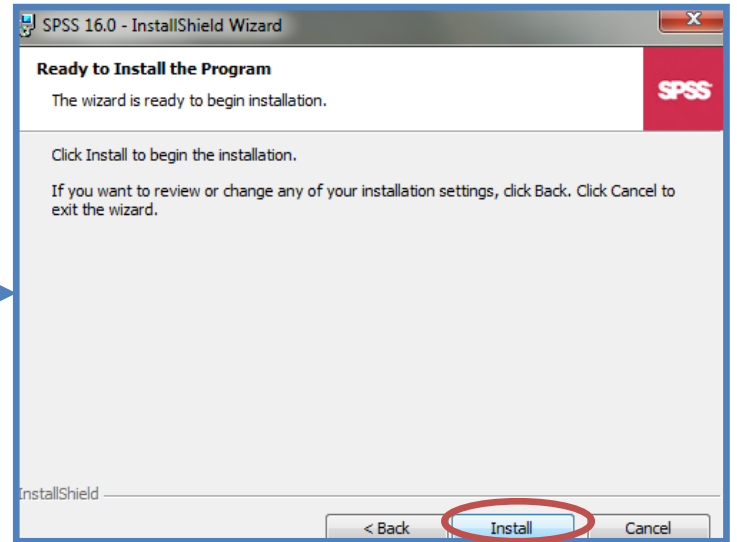 SPSS 16.0 - InstallShield Wizard
Ready to Install the Program
The wizard is ready to begin installation.
SPSS
Click Install to begin the installation.
If you want to review or change any of your installation settings, click Back. Click Cancel to
exit the wizard.
InstallShield
< Back Install Cancel